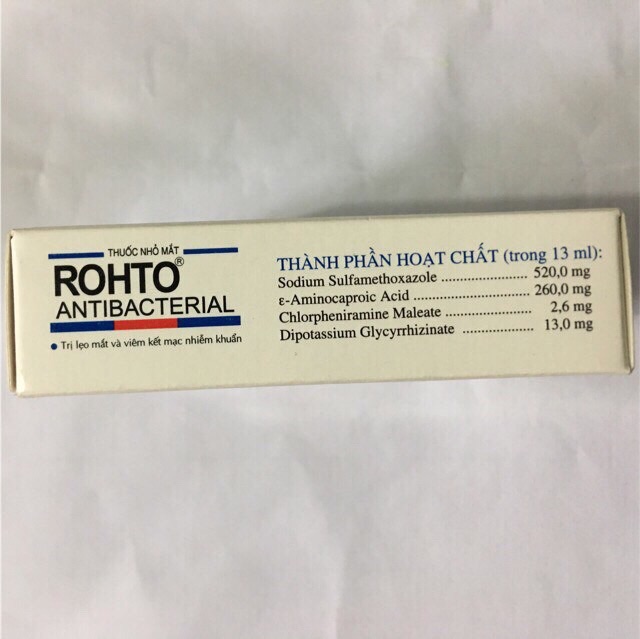 THUỐC NHỎ MẮT
ROHTO®
ANTIBACTERIAL
• Trị lẹo mắt và viêm kết mạc nhiễm khuẩn
THÀNH PHẦN HOẠT CHẤT (trong 13 ml):
Sodium Sulfamethoxazole ........................ 520,0 mg
ε-Aminocaproic Acid ................................ 260,0 mg
Chlorpheniramine Maleate ........................ 2,6 mg
Dipotassium Glycyrrhizinate ..................... 13,0 mg